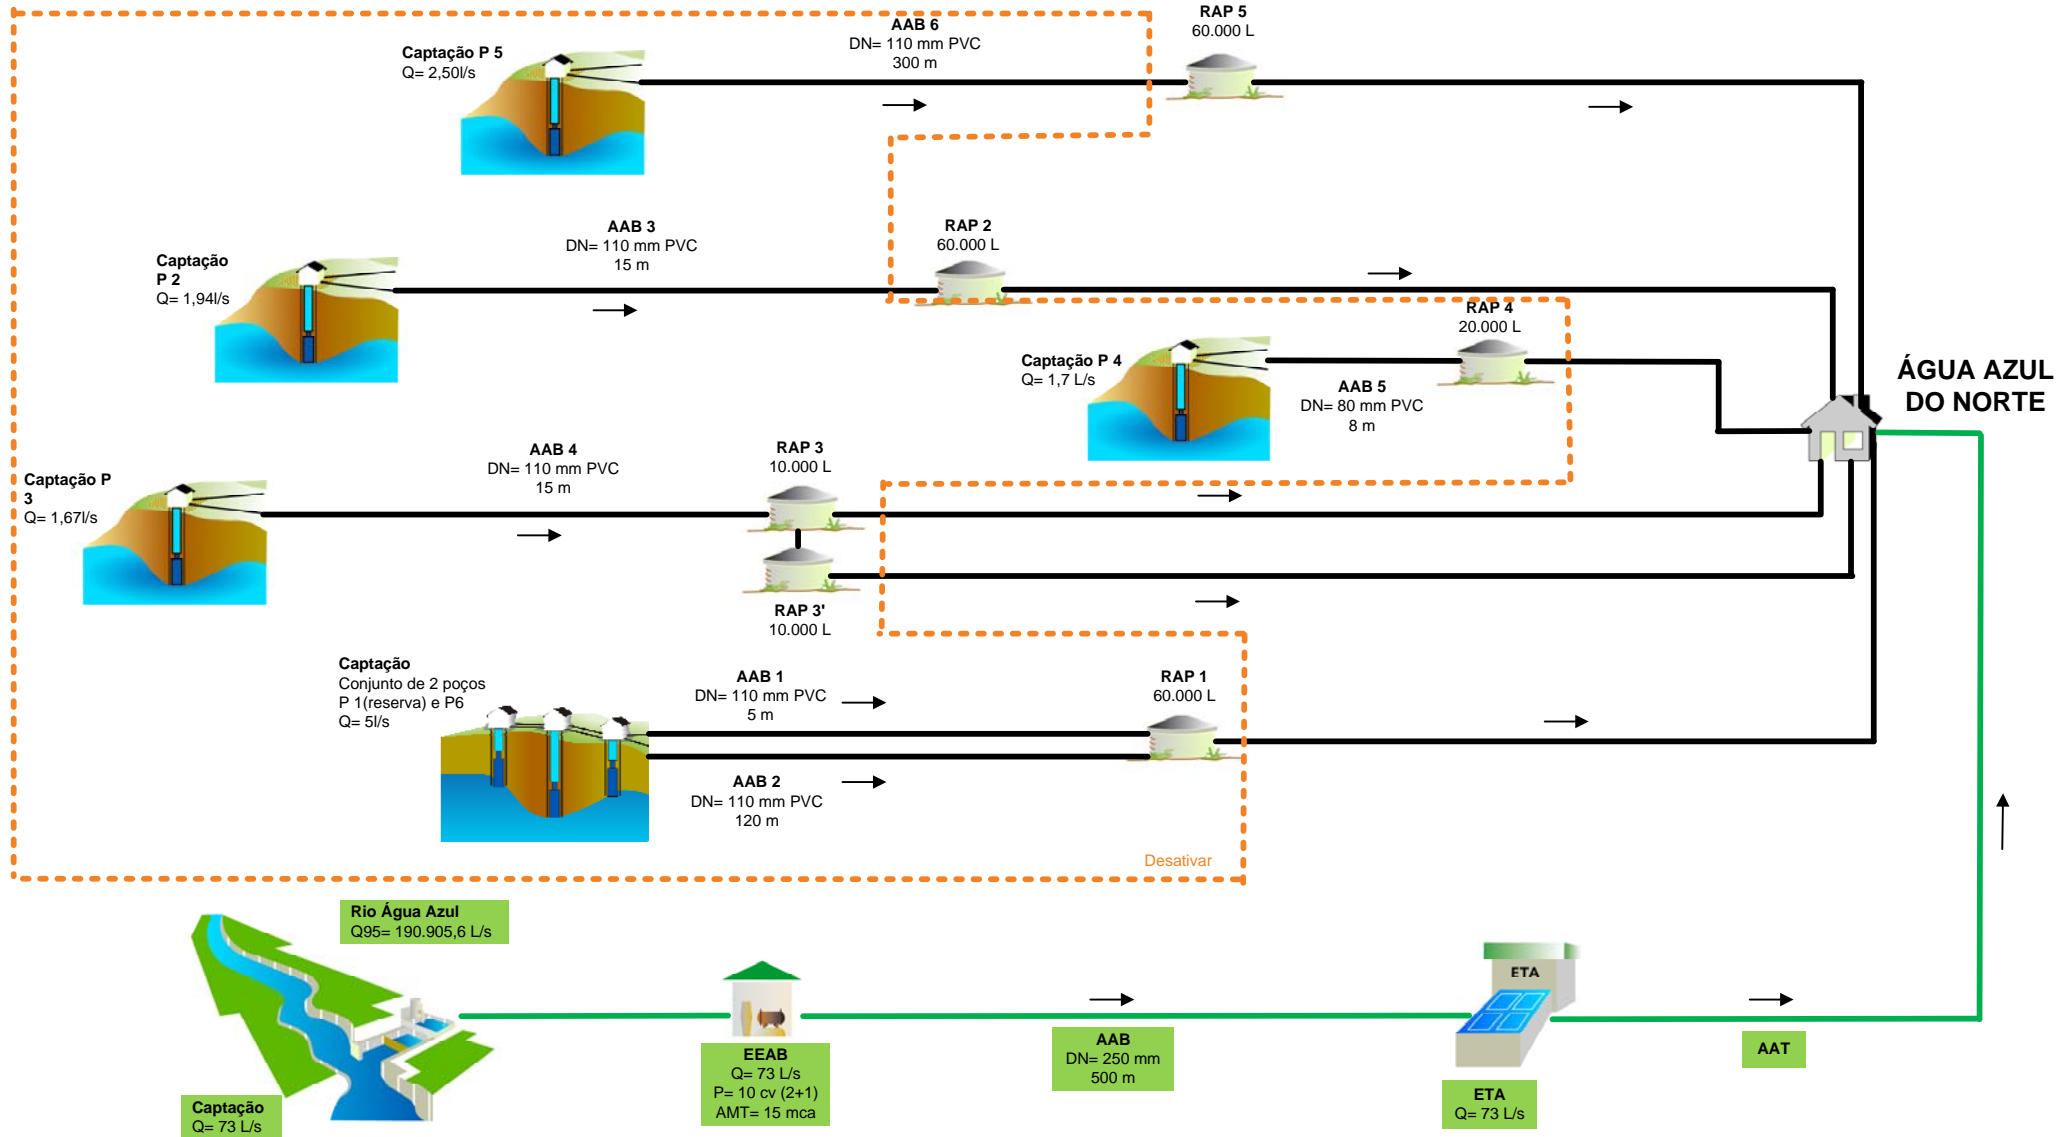 AAB 6
DN= 110 mm PVC
300 m
RAP 5
60.000 L
Captação P 5
Q= 2,50l/s
AAB 3
DN= 110 mm PVC
15 m
RAP 2
60.000 L
Captação
P 2
Q= 1,94l/s
RAP 4
20.000 L
Captação P 4
Q= 1,7 L/s
AAB 5
DN= 80 mm PVC
8 m
ÁGUA AZUL
DO NORTE
AAB 4
DN= 110 mm PVC
15 m
RAP 3
10.000 L
Captação P
3
Q= 1,67l/s
RAP 3'
10.000 L
Captação
Conjunto de 2 poços
P 1(reserva) e P6
Q= 5l/s
AAB 1
DN= 110 mm PVC
5 m
RAP 1
60.000 L
AAB 2
DN= 110 mm PVC
120 m
Desativar
Rio Água Azul
Q95= 190.905,6 L/s
ETA
EEAB
Q= 73 L/s
P= 10 cv (2+1)
AMT= 15 mca
AAB
DN= 250 mm
500 m
AAT
ETA
Q= 73 L/s
Captação
Q= 73 L/s